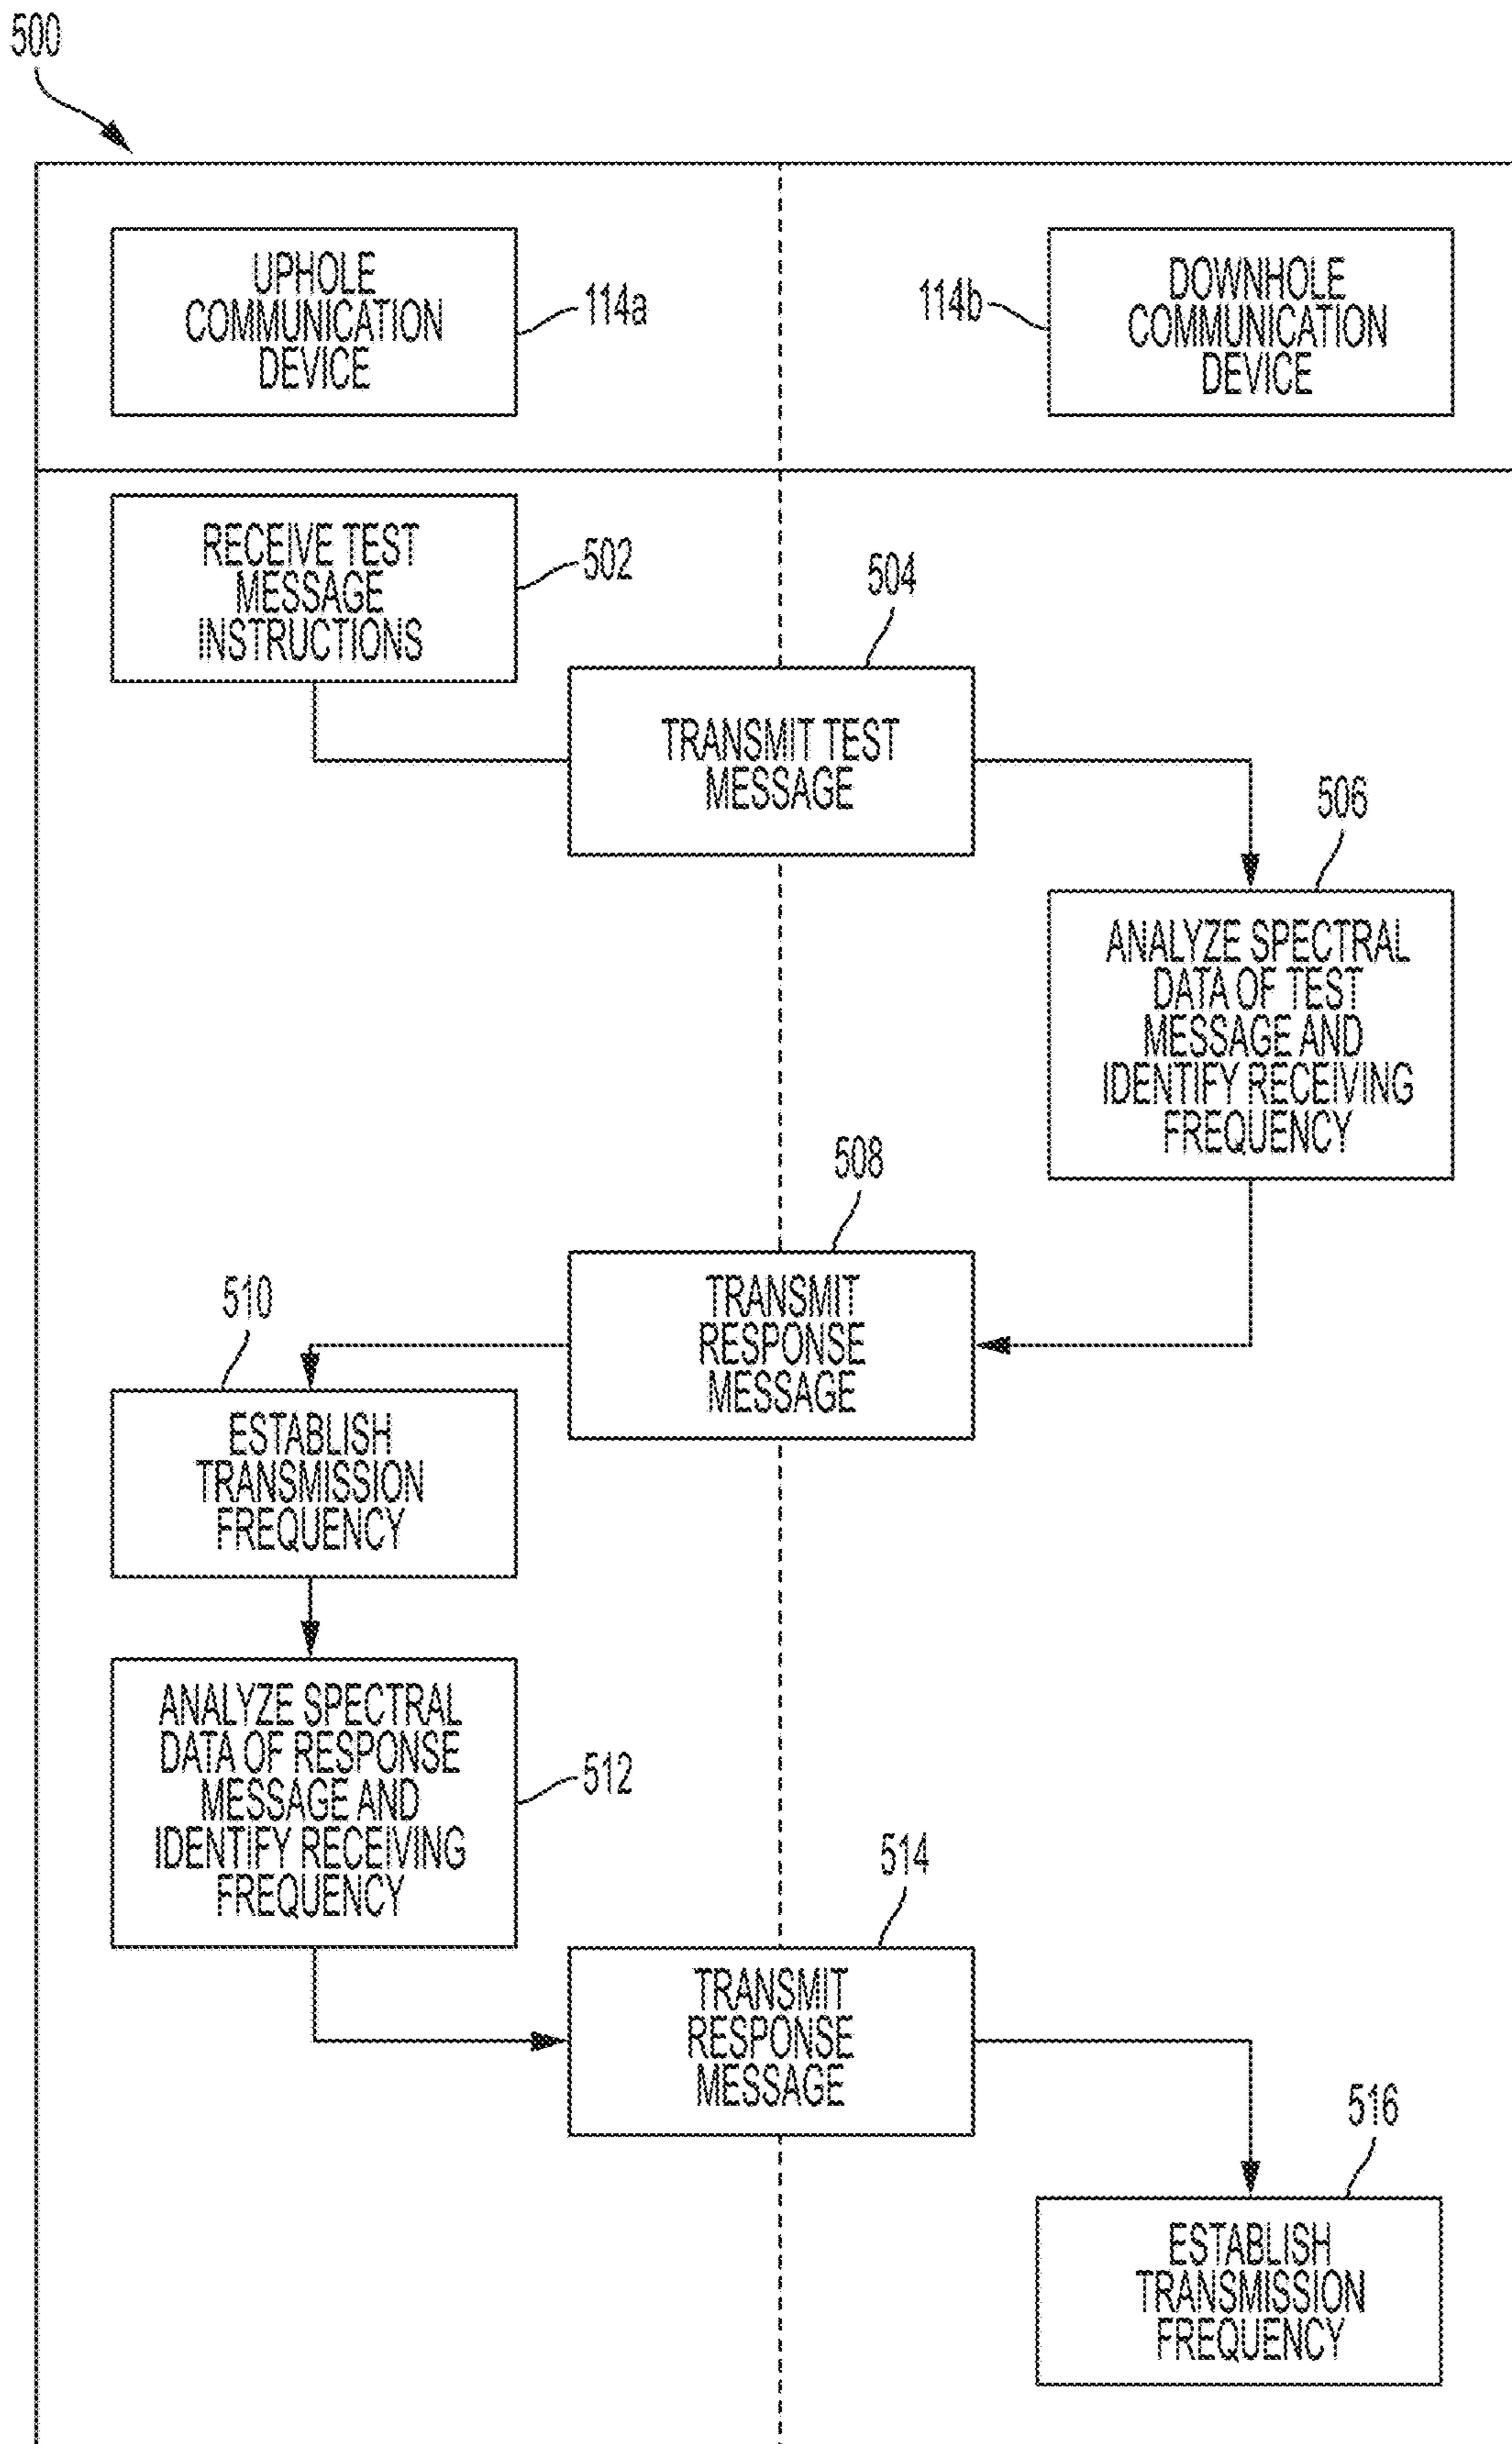 500
UPHOLE
COMMUNICATION
DEVICE
114a
114b
DOWNHOLE
COMMUNICATION
DEVICE
RECEIVE TEST
MESSAGE
INSTRUCTIONS
502
504
TRANSMIT TEST
MESSAGE
506
ANALYZE SPECTRAL
DATA OF TEST
MESSAGE AND
IDENTIFY RECEIVING
FREQUENCY
508
TRANSMIT
RESPONSE
MESSAGE
510
ESTABLISH
TRANSMISSION
FREQUENCY
ANALYZE SPECTRAL
DATA OF RESPONSE
MESSAGE AND
IDENTIFY RECEIVING
FREQUENCY
512
514
TRANSMIT
RESPONSE
MESSAGE
516
ESTABLISH
TRANSMISSION
FREQUENCY